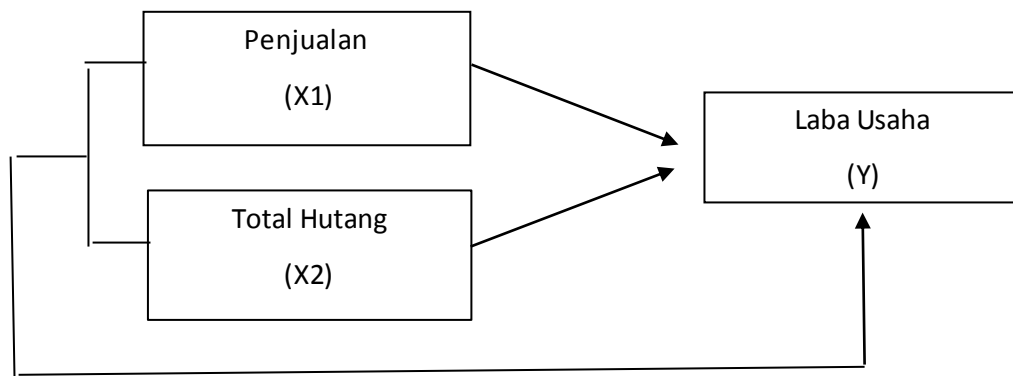 Penjualan
(X1)
Laba Usaha
(Y)
Total Hutang
(X2)